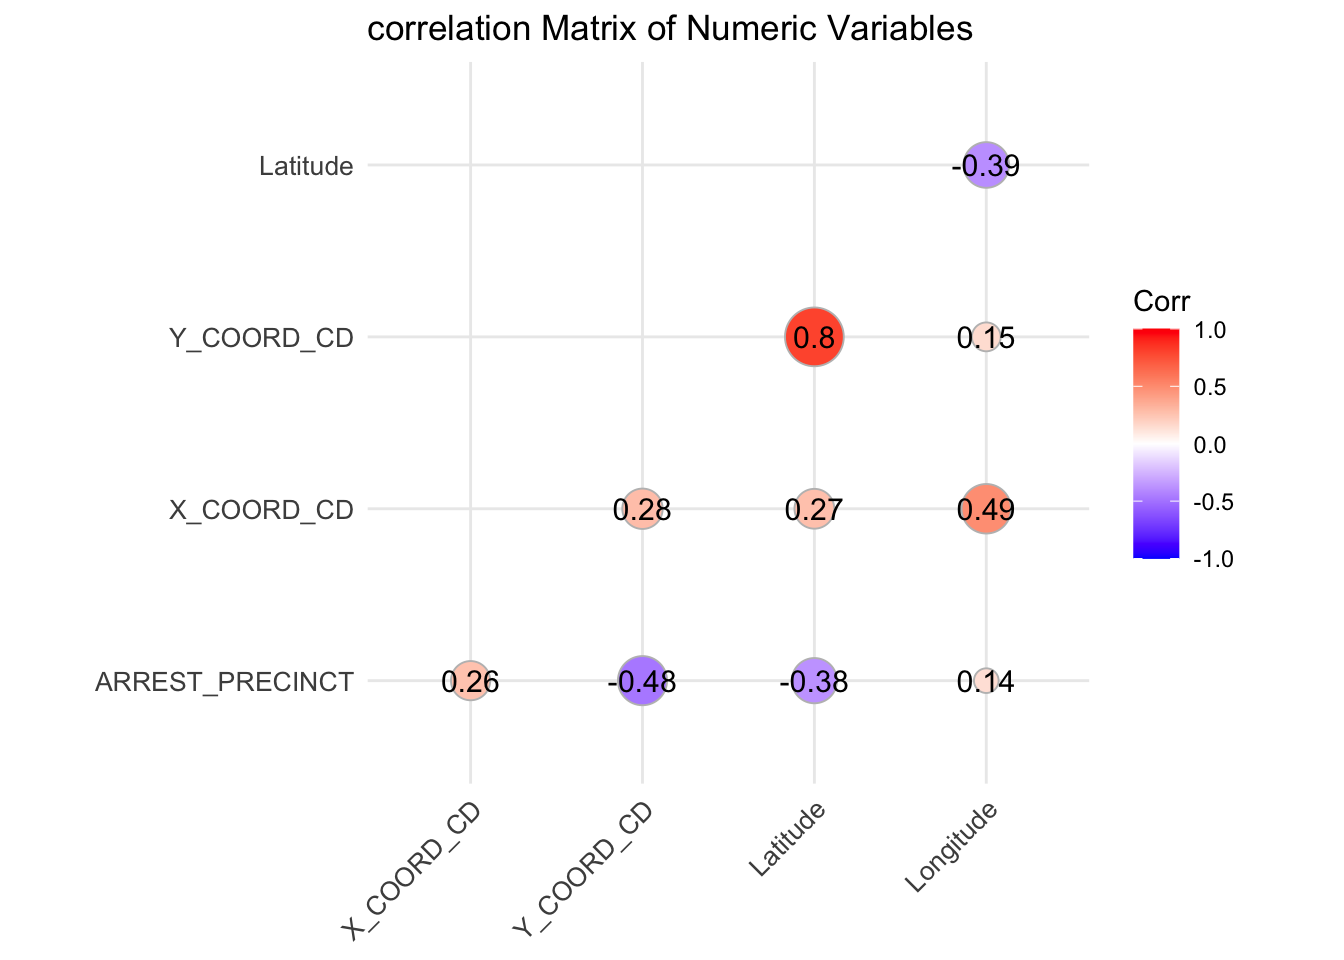 correlation Matrix of Numeric Variables
Latitude
-0.39
Y_COORD_CD
0.8
0.15
X_COORD_CD
0.28
0.27
0.49
ARREST_PRECINCT
0.26
-0.48
-0.38
0.14
X_COORD_CD
Y_COORD_CD
Latitude
Longitude
Corr
1.0
0.5
0.0
-0.5
-1.0